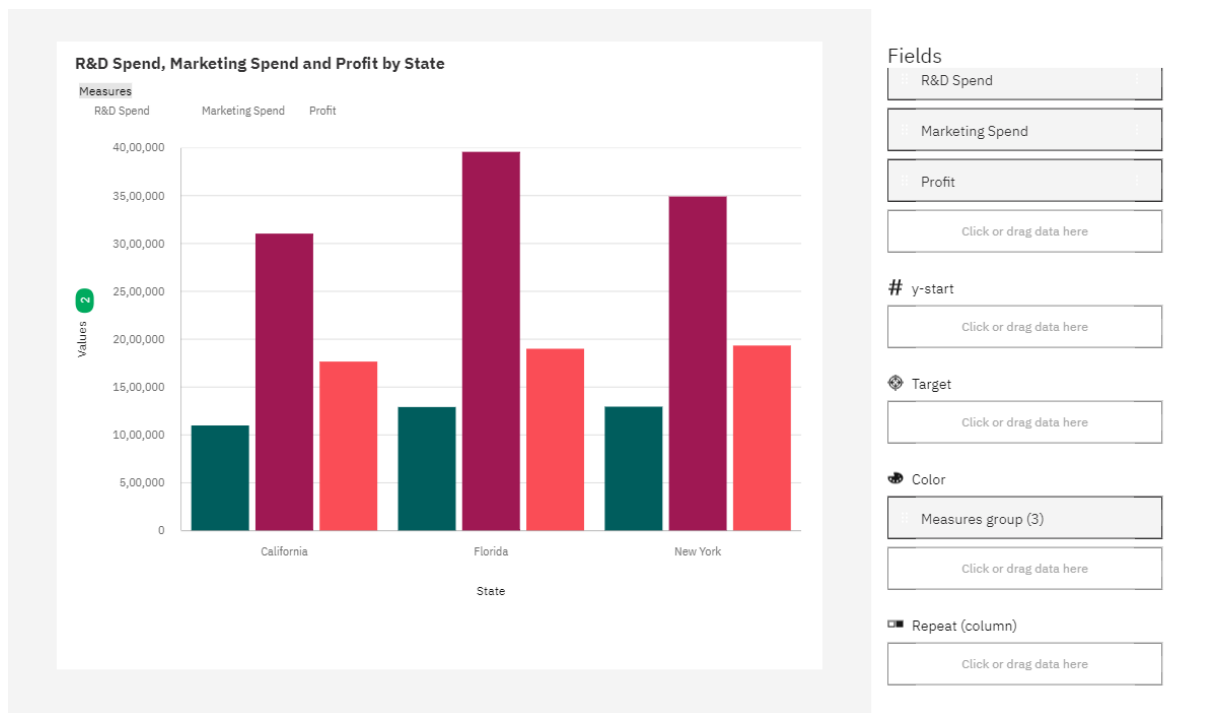 R&D Spend, Marketing Spend and Profit by State
Measures
R&D Spend Marketing Spend Profit
40,00,000
35,00,000
30,00,000
25,00,000
20,00,000
15,00,000
10,00,000
5,00,000
0
Values 2
California Florida New York
State
Fields
R&D Spend
Marketing Spend
Profit
Click or drag data here
# y-start
Click or drag data here
Target
Click or drag data here
Color
Measures group (3)
Click or drag data here
Repeat (column)
Click or drag data here